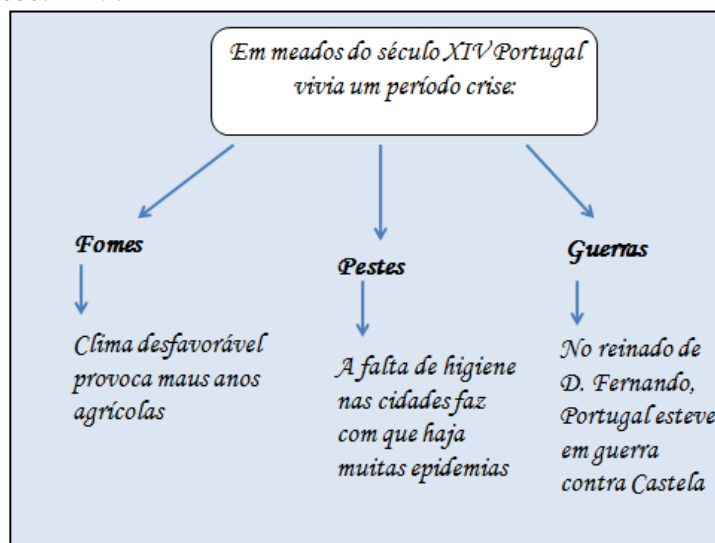 Em meados do século XIV Portugal
vivia um período crise:
Fomes
Clima desfavorável
provoca maus anos
agrícolas
Pestes
A falta de higiene
nas cidades faz
com que haja
muitas epidemias
Guerras
No reinado de
D. Fernando,
Portugal esteve
em guerra
contra Castela